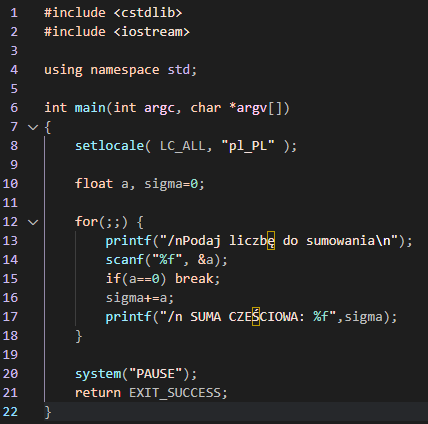 1 #include <cstdlib>
2 #include <iostream>
3
4 using namespace std;
5
6 int main(int argc, char *argv[])
7 {
8     setlocale( LC_ALL, "pl_PL" );
9
10     float a, sigma=0;
11
12     for(;;) {
13         printf("/nPodaj liczbę do sumowania\n");
14         scanf("%f", &a);
15         if(a==0) break;
16         sigma+=a;
17         printf("/n SUMA CZEŚCIOWA: %f",sigma);
18     }
19
20     system("PAUSE");
21     return EXIT_SUCCESS;
22 }